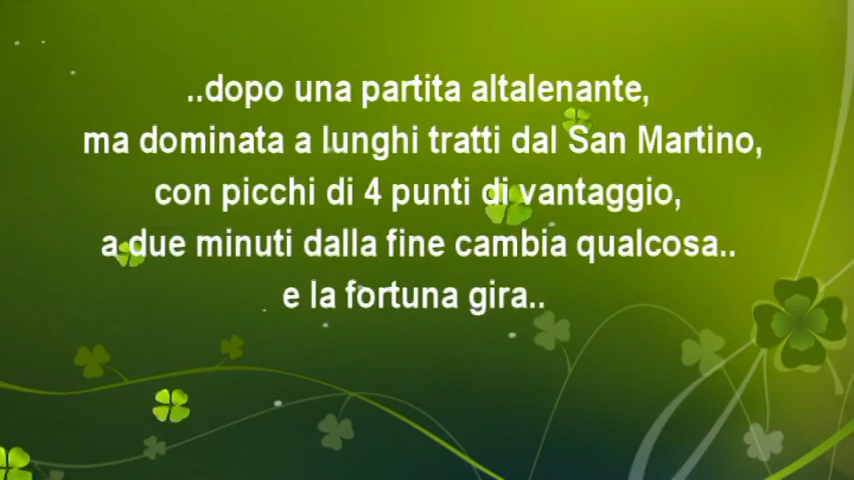 ..dopo una partita altalenante,
ma dominata a lunghi tratti dal San Martino,
con picchi di 4 punti di vantaggio,
a due minuti dalla fine cambia qualcosa..
e la fortuna gira..